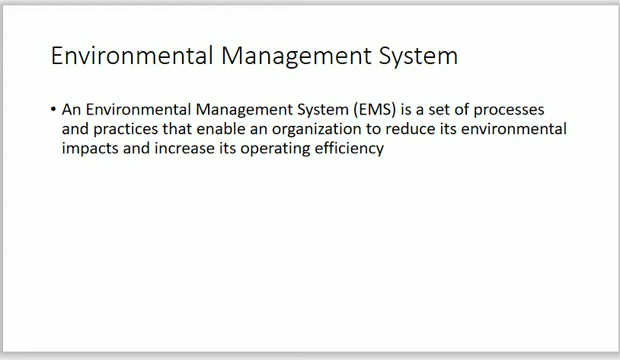 Environmental Management System
• An Environmental Management System (EMS) is a set of processes
and practices that enable an organization to reduce its environmental
impacts and increase its operating efficiency